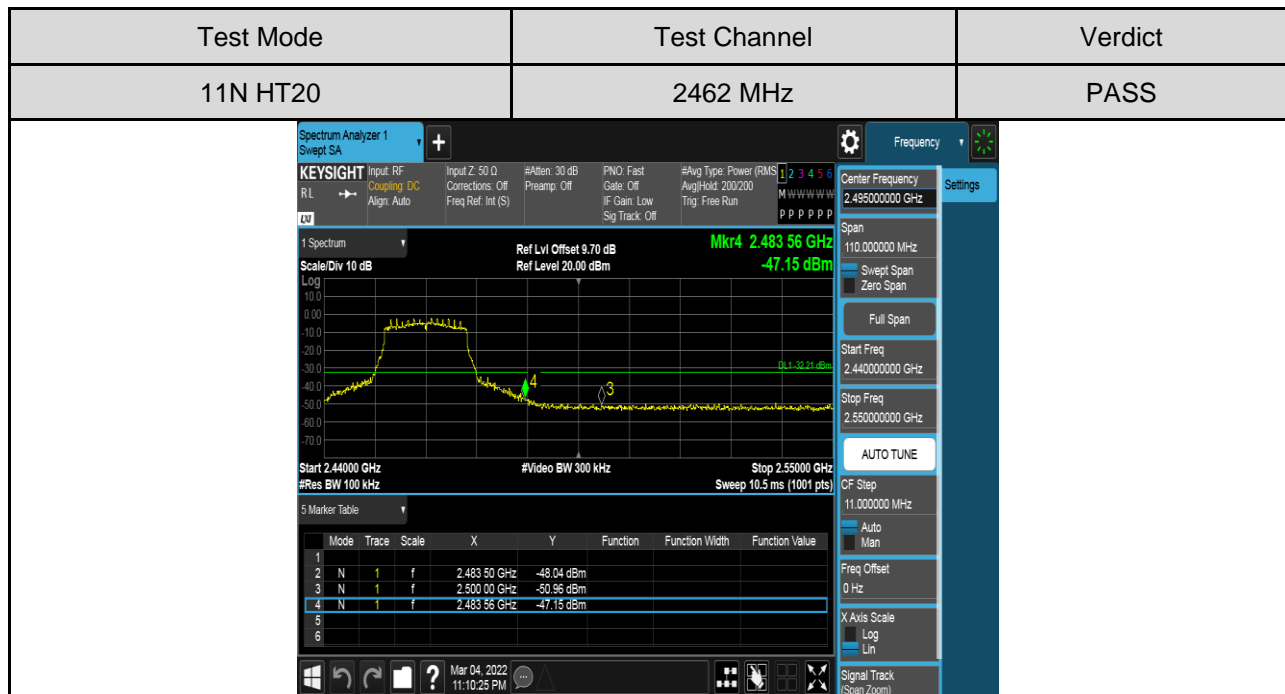 Test Mode Test Channel Verdict
11N HT20 2462 MHz PASS
Spectrum Analyzer 1
Swept SA
+
Frequency
KEYSIGHT Input: RF Input Z: 50 Ω #Atten: 30 dB PNO: Fast #Avg Type: Power (RMS 1 2 3 4 5 6
RL Coupling: DC Corrections: Off Preamp: Off Gate: Off Avg|Hold: 200/200 M W W W W W
Align: Auto Freq Ref: Int (S) IF Gain: Low Trig: Free Run
Sig Track: Off P P P P P P
LXI
Center Frequency
2.495000000 GHz
Settings
Span
110.000000 MHz
Swept Span
Zero Span
Full Span
Start Freq
2.440000000 GHz
Stop Freq
2.550000000 GHz
AUTO TUNE
CF Step
11.000000 MHz
Auto
Man
Freq Offset
0 Hz
X Axis Scale
Log
Lin
Signal Track
(Span Zoom)
1 Spectrum
Ref Lvl Offset 9.70 dB
Mkr4 2.483 56 GHz
Scale/Div 10 dB Ref Level 20.00 dBm -47.15 dBm
Log
10.0
0.00
-10.0
-20.0
-30.0
DL1 -32.21 dBm
-40.0
4
3
-50.0
-60.0
-70.0
Start 2.44000 GHz #Video BW 300 kHz Stop 2.55000 GHz
#Res BW 100 kHz Sweep 10.5 ms (1001 pts)
5 Marker Table
Mode Trace Scale X Y Function Function Width Function Value
1
2 N 1 f 2.483 50 GHz -48.04 dBm
3 N 1 f 2.500 00 GHz -50.96 dBm
4 N 1 f 2.483 56 GHz -47.15 dBm
5
6
? Mar 04, 2022
11:10:25 PM